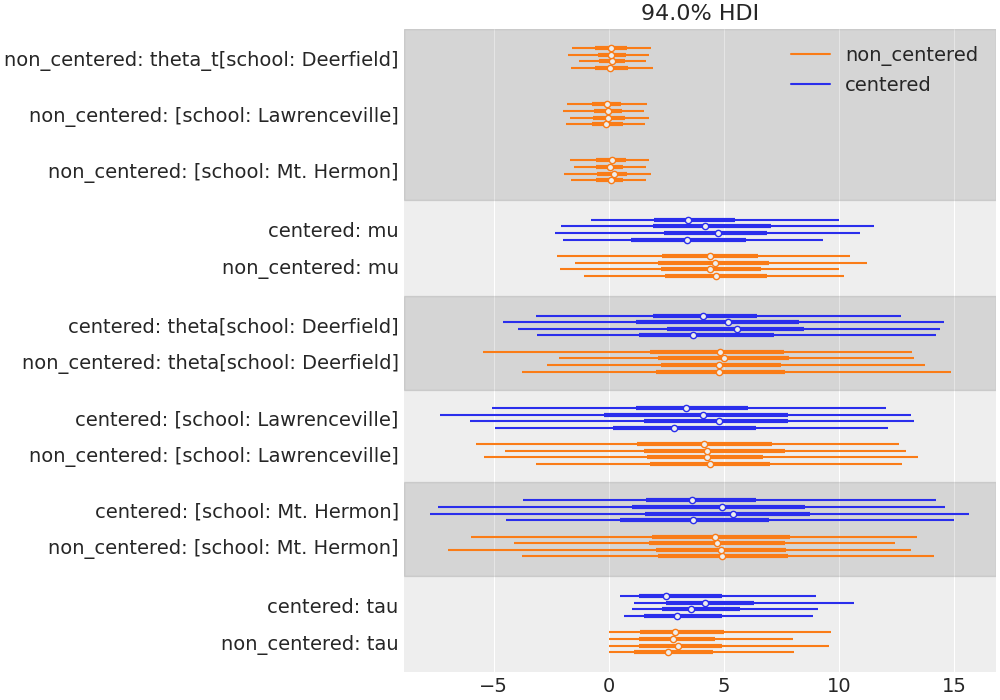 94.0% HDI
non_centered: theta_t[school: Deerfield]
non_centered: [school: Lawrenceville]
non_centered: [school: Mt. Hermon]
centered: mu
non_centered: mu
centered: theta[school: Deerfield]
non_centered: theta[school: Deerfield]
centered: [school: Lawrenceville]
non_centered: [school: Lawrenceville]
centered: [school: Mt. Hermon]
non_centered: [school: Mt. Hermon]
centered: tau
non_centered: tau
non_centered
centered
−5 0 5 10 15